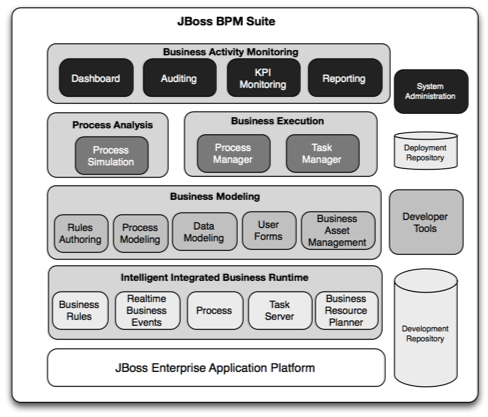 JBoss BPM Suite
Business Activity Monitoring
Dashboard
Auditing
KPI
Monitoring
Reporting
System
Administration
Process Analysis
Process
Simulation
Business Execution
Process
Manager
Task
Manager
Deployment
Repository
Business Modeling
Rules
Authoring
Process
Modeling
Data
Modeling
User
Forms
Business
Asset
Management
Developer
Tools
Intelligent Integrated Business Runtime
Business
Rules
Realtime
Business
Events
Process
Task
Server
Business
Resource
Planner
Development
Repository
JBoss Enterprise Application Platform